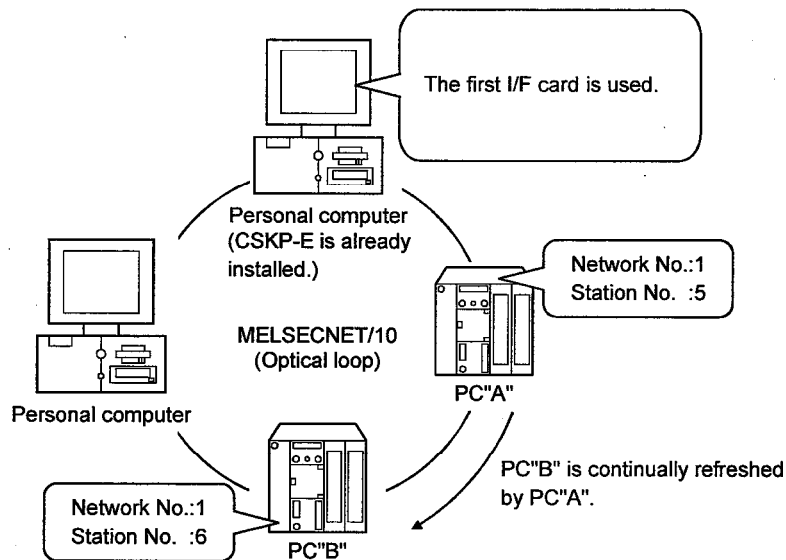 The first I/F card is used.
Personal computer
(CSKP-E is already
installed.)
Network No.:1
Station No. :5
MELSECNET/10
(Optical loop)
PC"A"
Personal computer
PC"B" is continually refreshed
by PC"A".
Network No.:1
Station No. :6
PC"B"